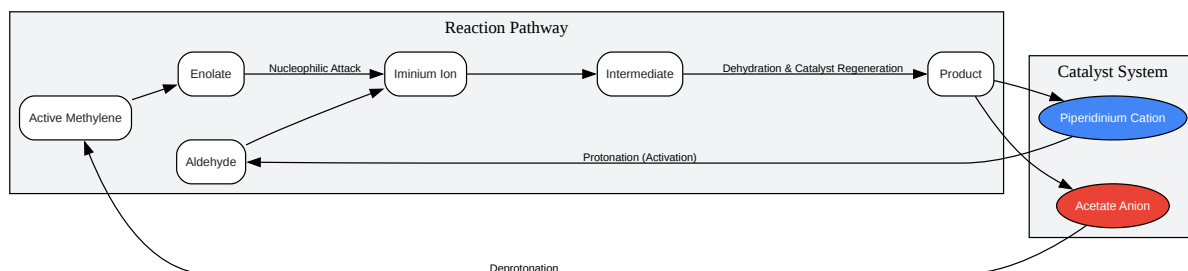 Reaction Pathway
Catalyst System
Enolate
Nucleophilic Attack
Iminium Ion
Intermediate
Dehydration & Catalyst Regeneration
Product
Active Methylene
Piperidinium Cation
Aldehyde
Protonation (Activation)
Acetate Anion
Deprotonation